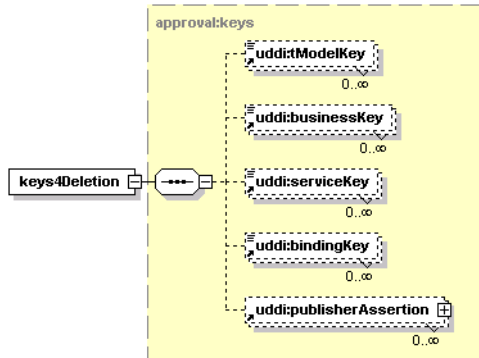 approval:keys
uddi:tModelKey
0..∞
uddi:businessKey
0..∞
keys4Deletion
uddi:serviceKey
0..∞
uddi:bindingKey
0..∞
uddi:publisherAssertion
0..∞